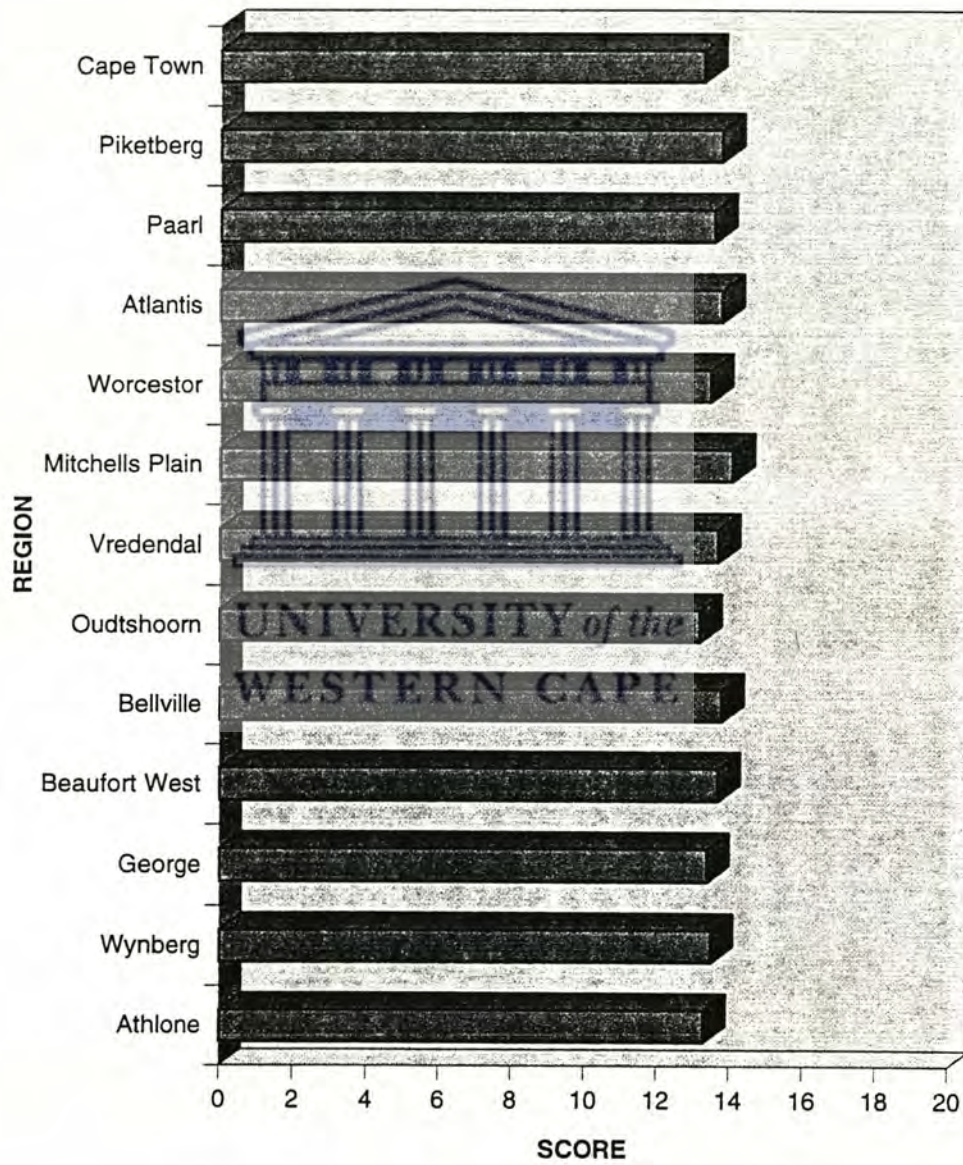 Cape Town
Piketberg
Paarl
Atlantis
Worcestor
Mitchells Plain
Vredendal
Oudtshoorn
Bellville
Beaufort West
George
Wynberg
Athlone
REGION
UNIVERSITY of the
WESTERN CAPE
0 2 4 6 8 10 12 14 16 18 20
SCORE